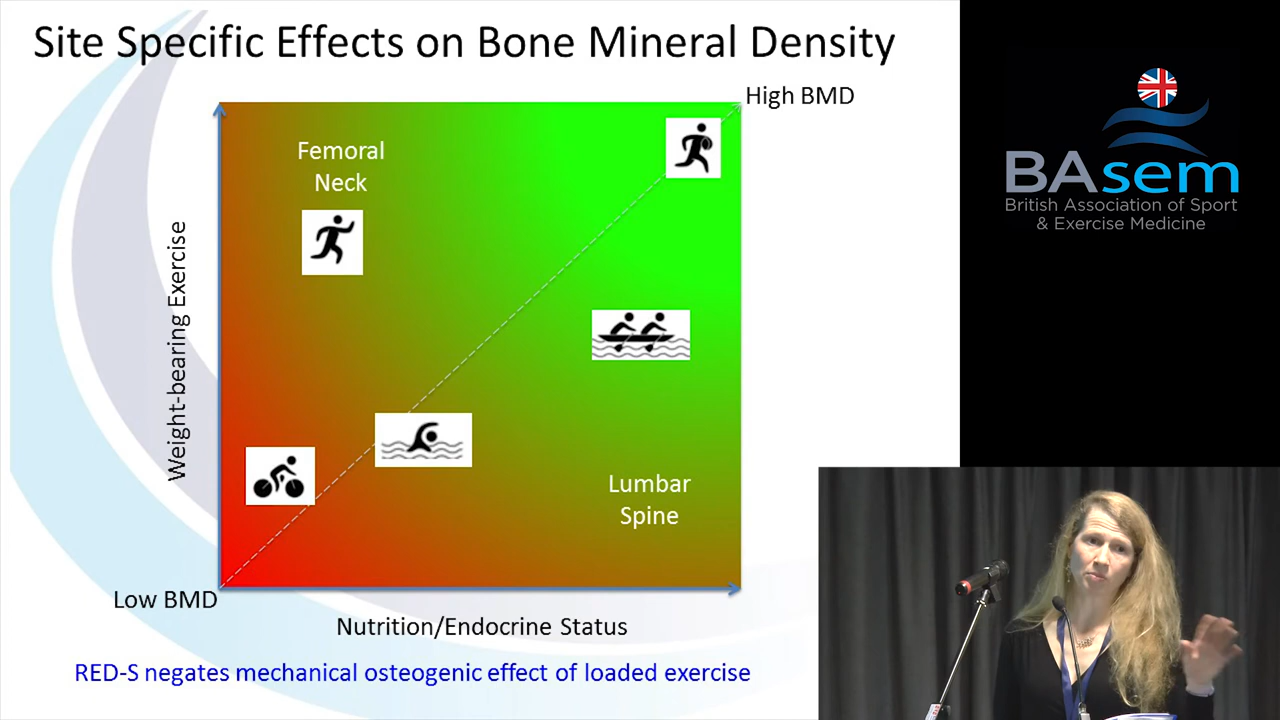 Site Specific Effects on Bone Mineral Density
High BMD
Femoral
Neck
Weight-bearing Exercise
Lumbar
Spine
Low BMD
Nutrition/Endocrine Status
RED-S negates mechanical osteogenic effect of loaded exercise
BAsem
British Association of Sport
& Exercise Medicine